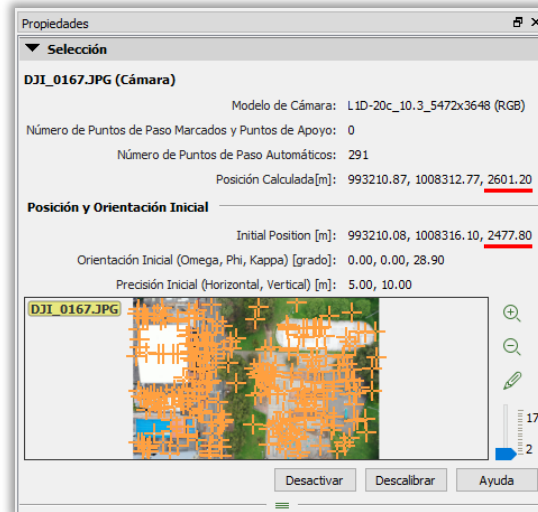 Propiedades
Selección
DJI_0167.JPG (Cámara)
Modelo de Cámara: L1D-20c_10.3_5472x3648 (RGB)
Número de Puntos de Paso Marcados y Puntos de Apoyo: 0
Número de Puntos de Paso Automáticos: 291
Posición Calculada[m]: 993210.87, 1008312.77, 2601.20
Posición y Orientación Inicial
Initial Position [m]: 993210.08, 1008316.10, 2477.80
Orientación Inicial (Omega, Phi, Kappa) [grado]: 0.00, 0.00, 28.90
Precisión Inicial (Horizontal, Vertical) [m]: 5.00, 10.00
DJI_0167.JPG
17
2
Desactivar Descalibrar Ayuda